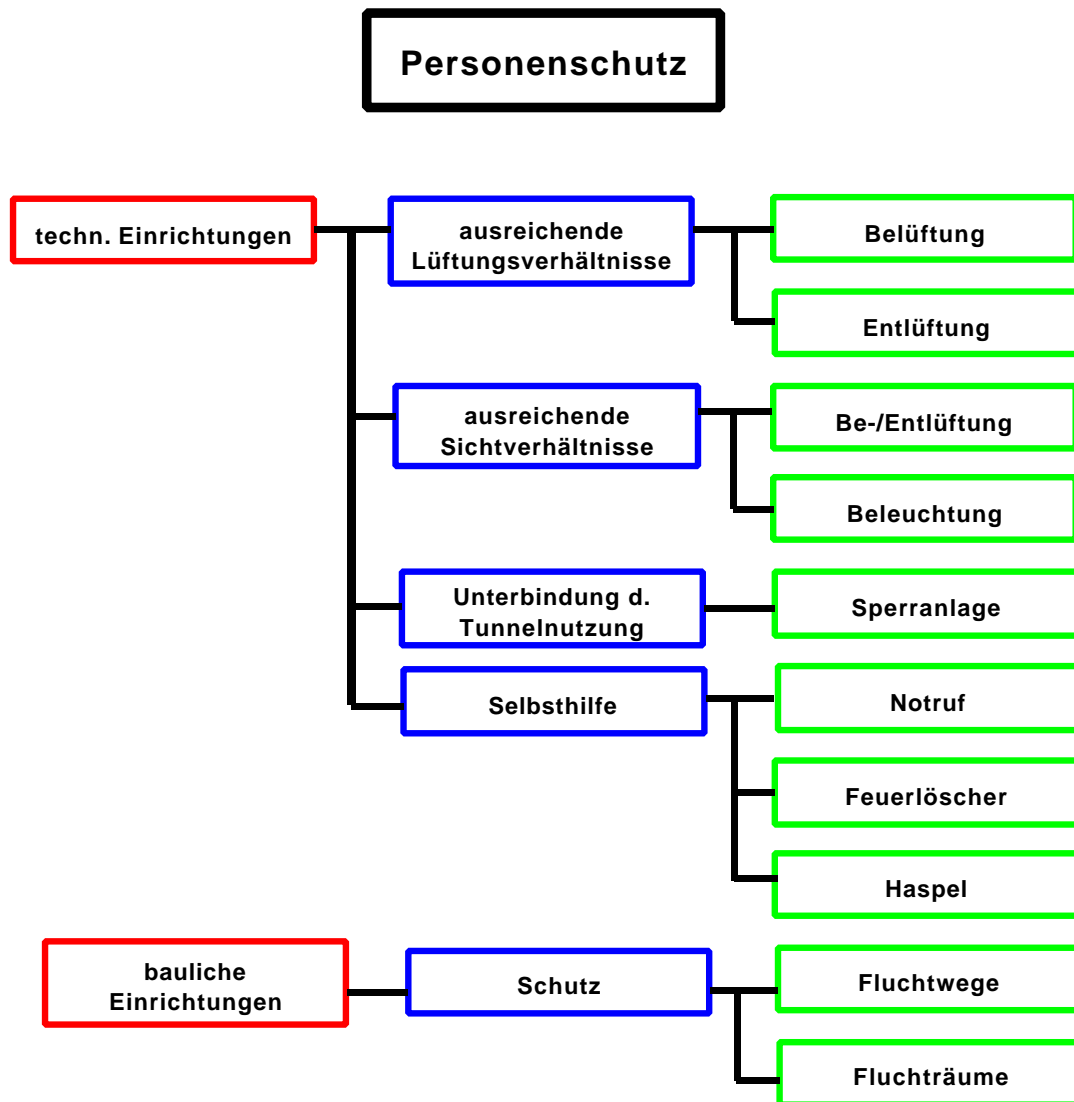 Personenschutz
techn. Einrichtungen
ausreichende
Lüftungsverhältnisse
Belüftung
Entlüftung
ausreichende
Sichtverhältnisse
Be-/Entlüftung
Beleuchtung
Unterbindung d.
Tunnelnutzung
Sperranlage
Selbsthilfe
Notruf
Feuerlöscher
Haspel
bauliche
Einrichtungen
Schutz
Fluchtwege
Fluchträume